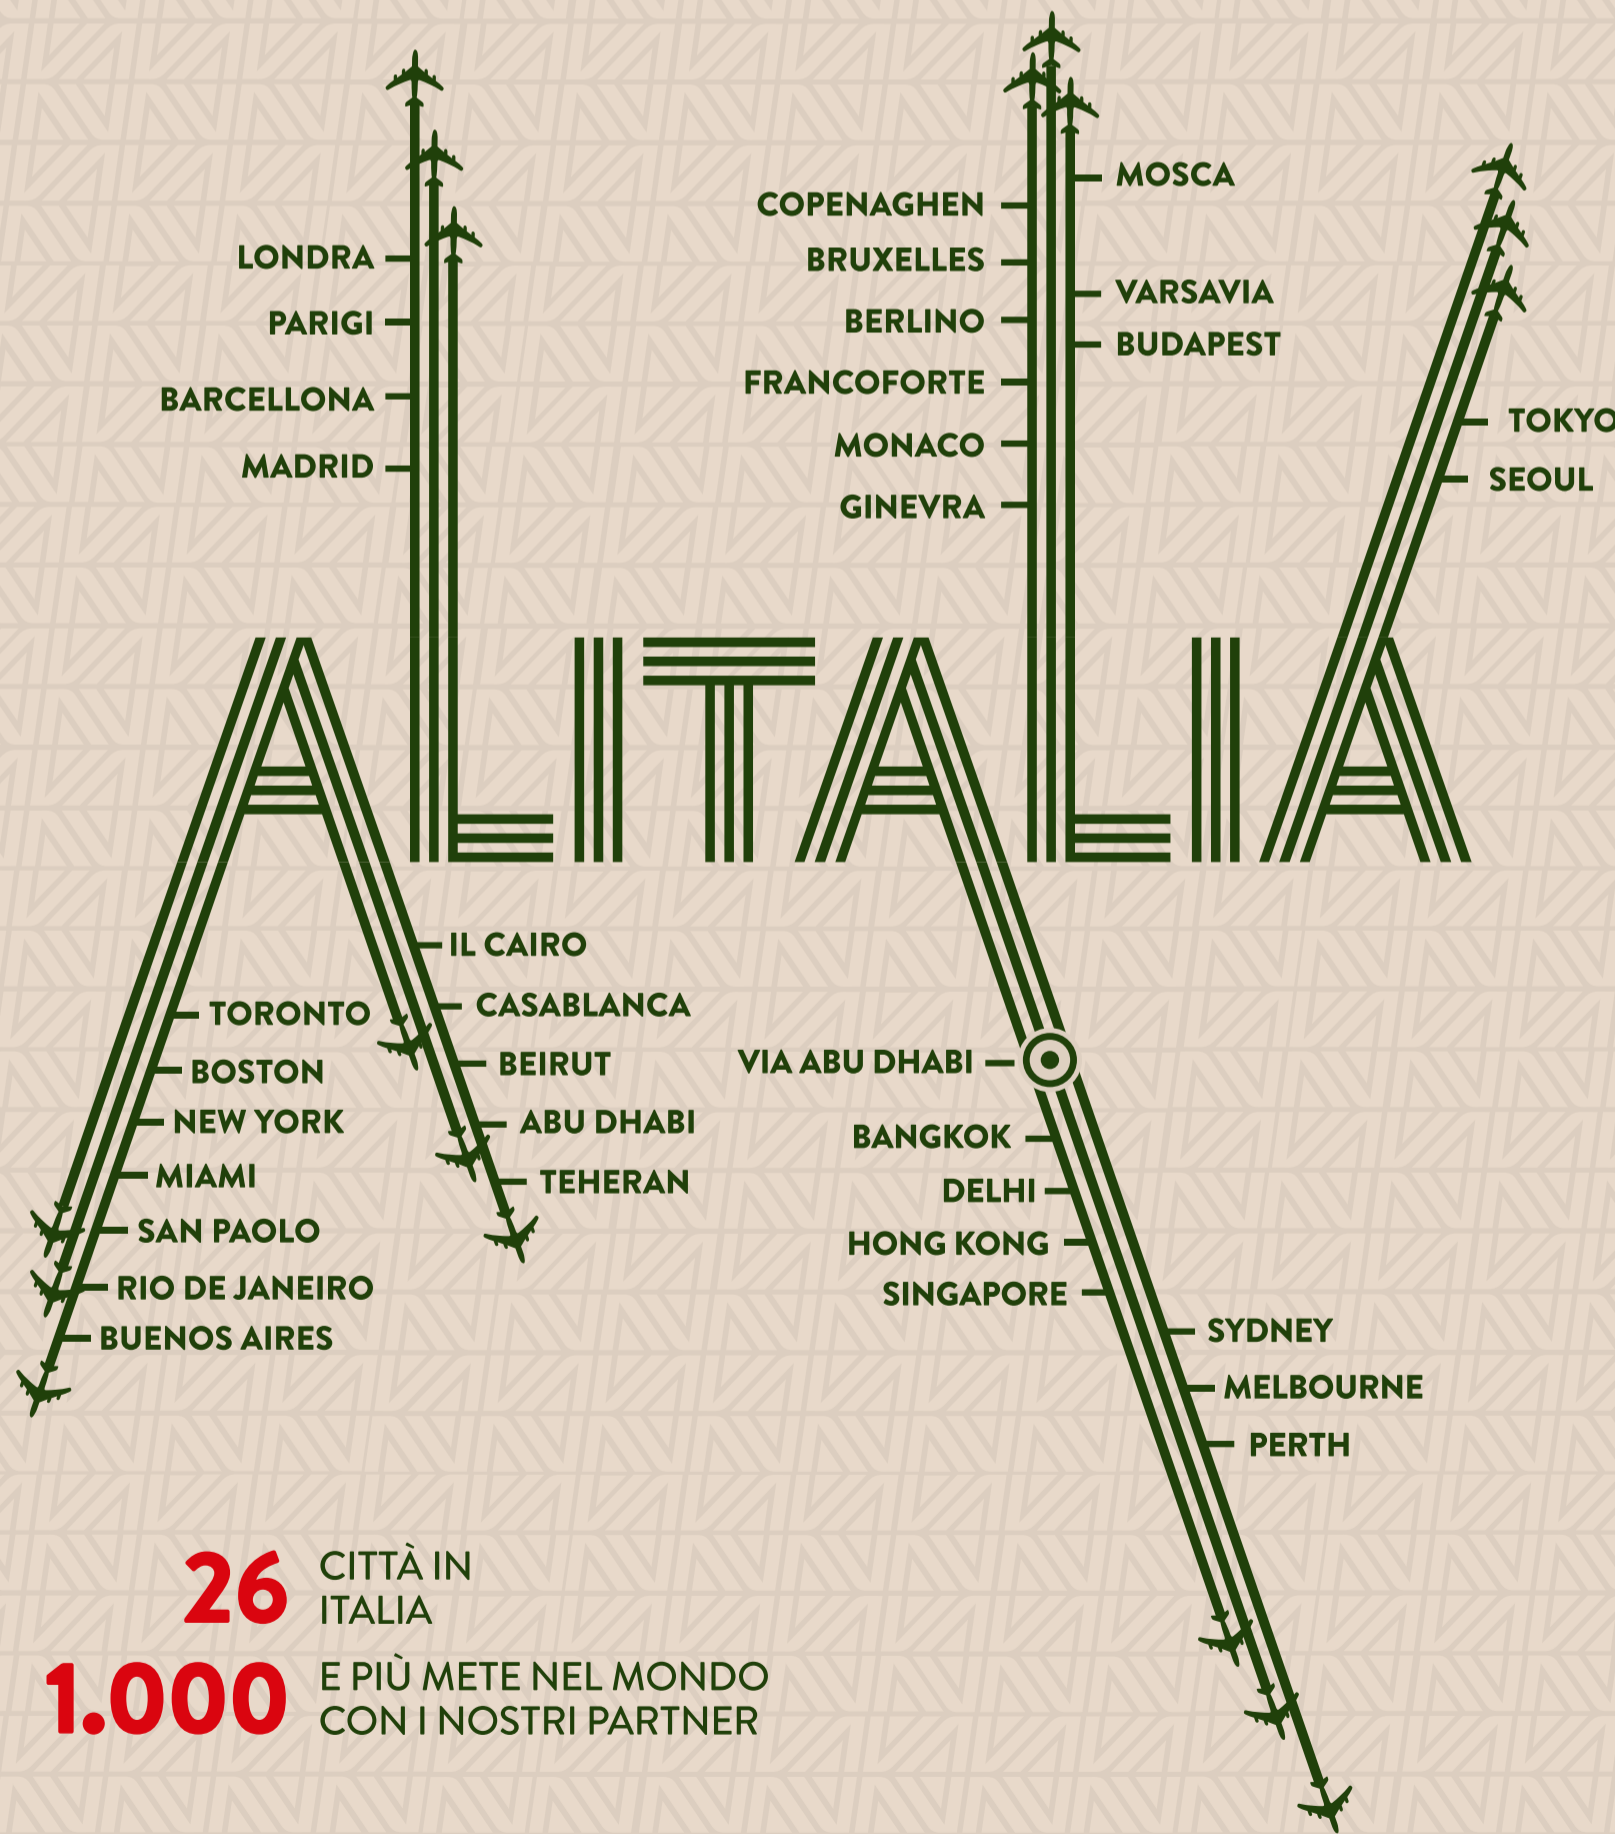 LONDRA
PARIGI
BARCELLONA
MADRID
COPENAGHEN
BRUXELLES
BERLINO
FRANCOFORTE
MONACO
GINEVRA
MOSCA
VARSAVIA
BUDAPEST
TOKYO
SEOUL
ALITALIA
TORONTO
BOSTON
NEW YORK
MIAMI
SAN PAOLO
RIO DE JANEIRO
BUENOS AIRES
IL CAIRO
CASABLANCA
BEIRUT
ABU DHABI
TEHERAN
VIA ABU DHABI
BANGKOK
DELHI
HONG KONG
SINGAPORE
SYDNEY
MELBOURNE
PERTH
26 CITTÀ IN
ITALIA
1.000 E PIÙ METE NEL MONDO
CON I NOSTRI PARTNER